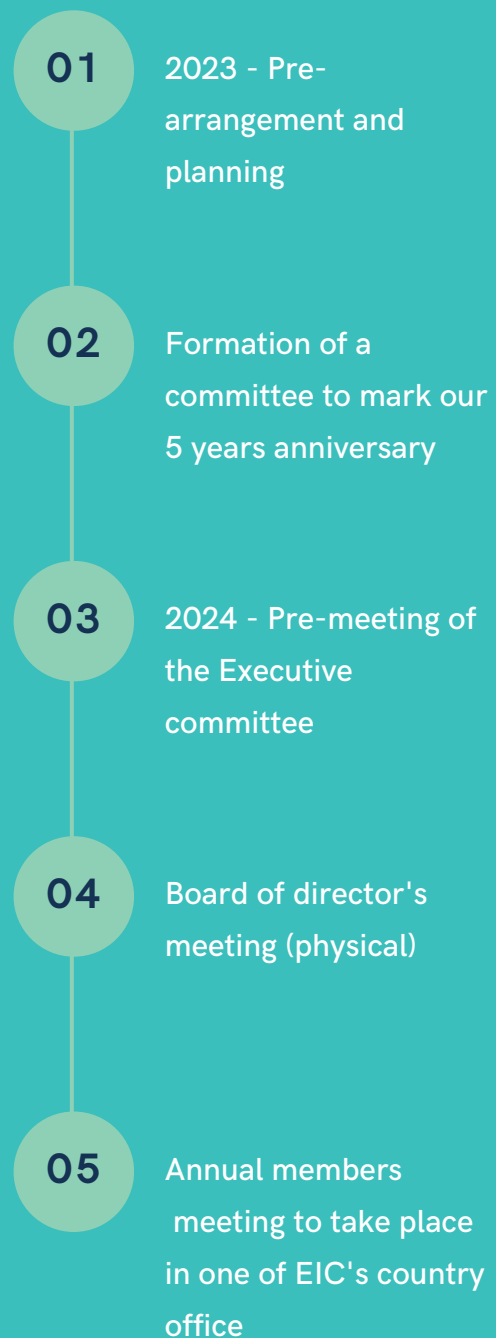 01
2023 - Pre-
arrangement and
planning
02
Formation of a
committee to mark our
5 years anniversary
03
2024 - Pre-meeting of
the Executive
committee
04
Board of director's
meeting (physical)
05
Annual members
meeting to take place
in one of EIC's country
office